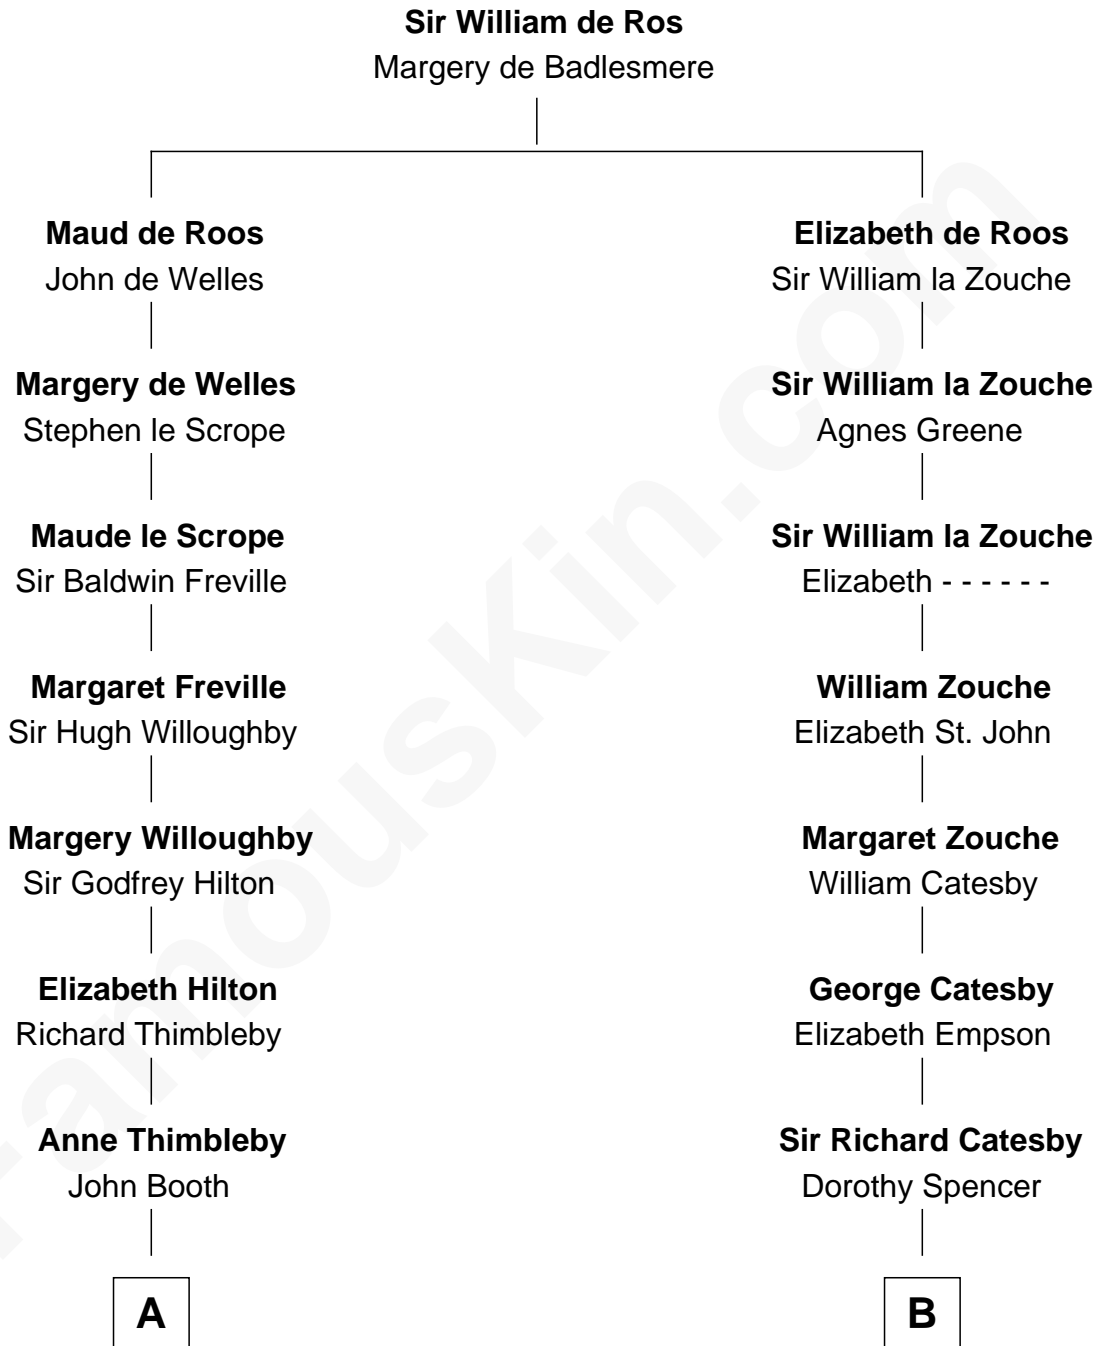 Sir William de Ros
Margery de Badlesmere
Maud de Roos
John de Welles
Elizabeth de Roos
Sir William la Zouche
Margery de Welles
Stephen le Scrope
Sir William la Zouche
Agnes Greene
Maude le Scrope
Sir Baldwin Freville
Sir William la Zouche
Elizabeth - - - - - -
Margaret Freville
Sir Hugh Willoughby
William Zouche
Elizabeth St. John
Margery Willoughby
Sir Godfrey Hilton
Margaret Zouche
William Catesby
Elizabeth Hilton
Richard Thimbleby
George Catesby
Elizabeth Empson
Anne Thimbleby
John Booth
Sir Richard Catesby
Dorothy Spencer
A
B
FamousKin.com